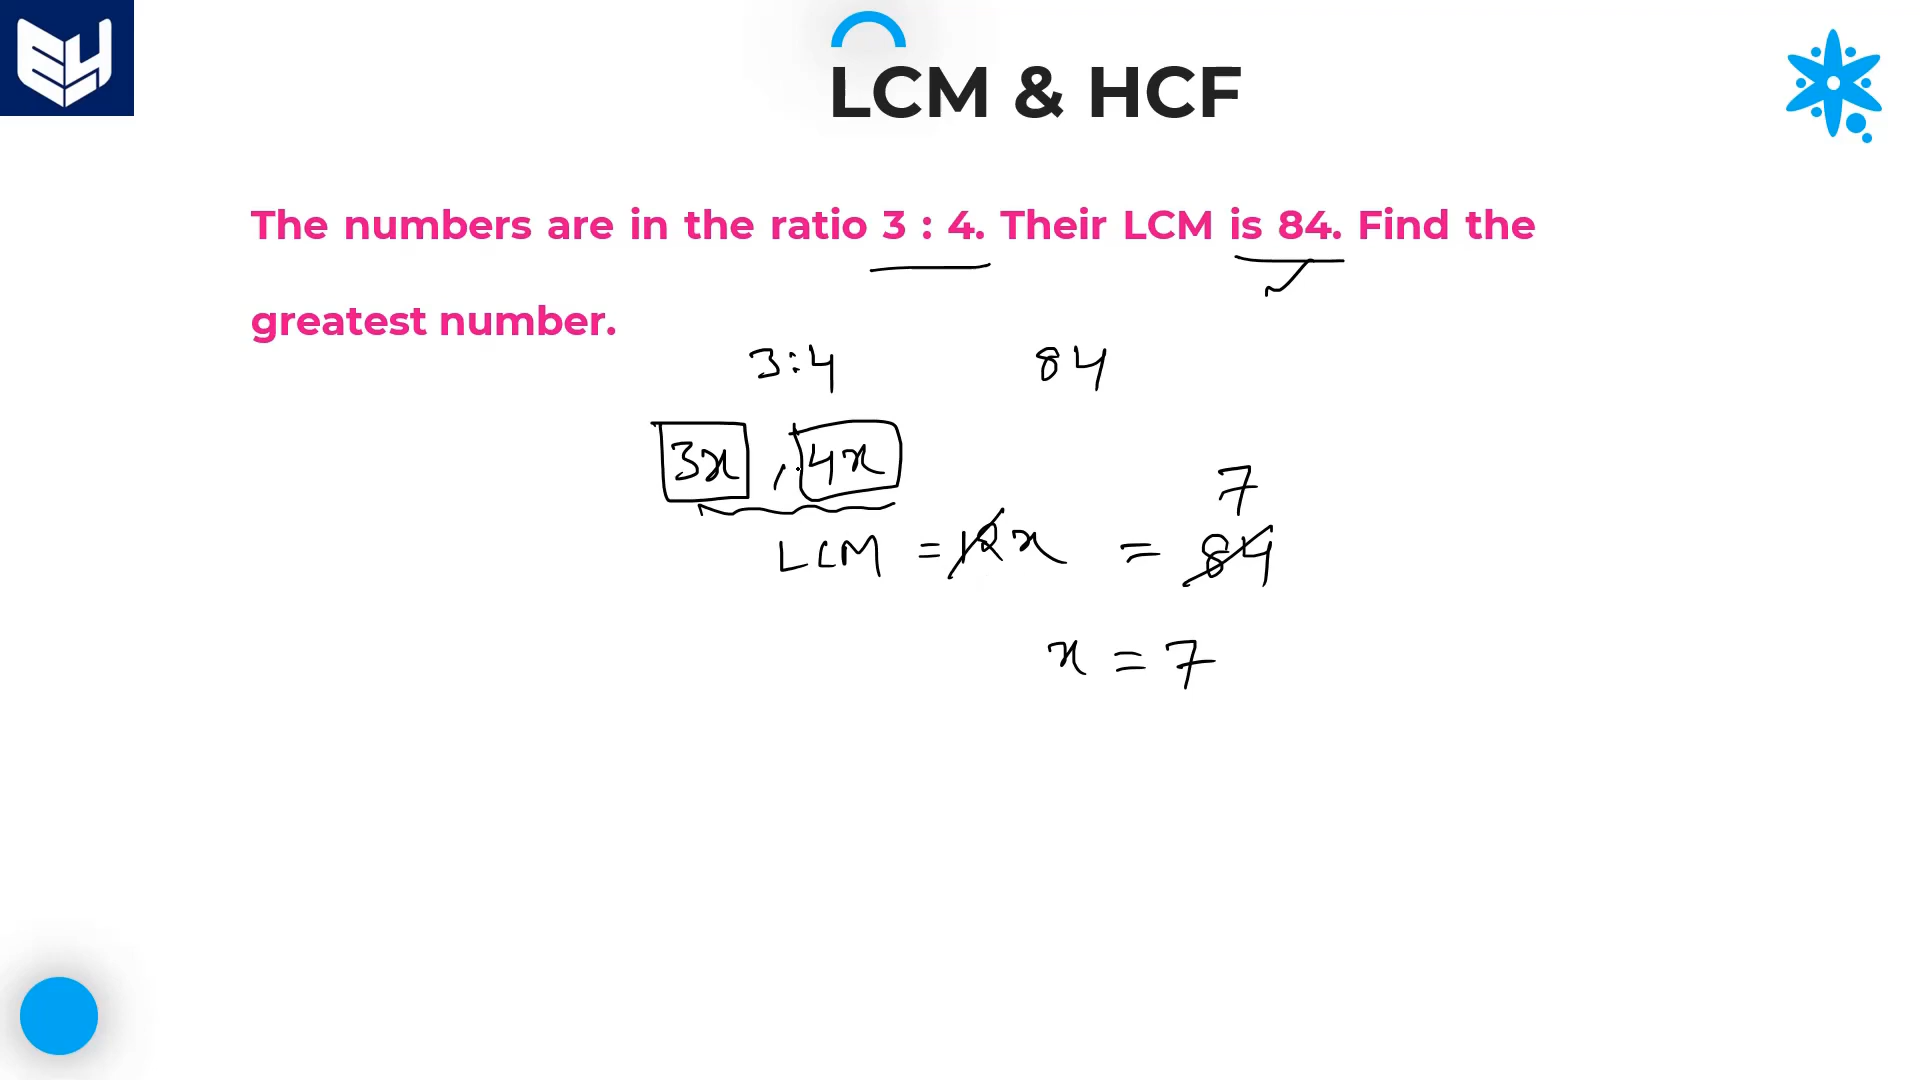 LCM & HCF
The numbers are in the ratio 3 : 4. Their LCM is 84. Find the
greatest number.
3:4 84
3x , 4x
7
LCM = 12x = 84
x = 7